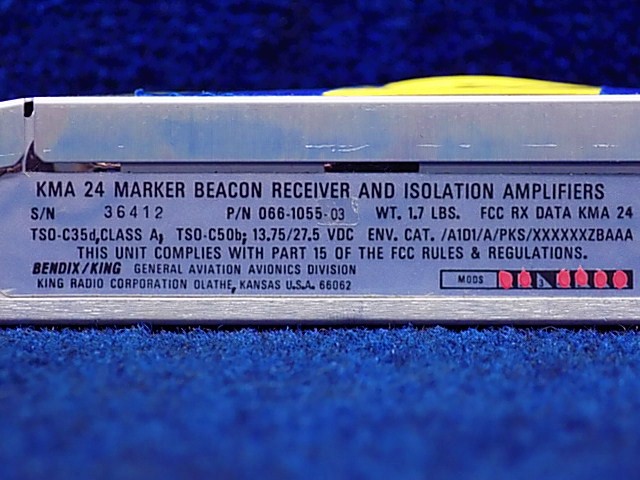 KMA 24 MARKER BEACON RECEIVER AND ISOLATION AMPLIFIERS
S/N 36412 P/N 066-1055-03 WT. 1.7 LBS. FCC RX DATA KMA 24
TSO-C35d,CLASS A, TSO-C50b; 13.75/27.5 VDC ENV. CAT. /A1D1/A/PKS/XXXXXXZBAAA
THIS UNIT COMPLIES WITH PART 15 OF THE FCC RULES & REGULATIONS.
BENDIX/KING GENERAL AVIATION AVIONICS DIVISION
KING RADIO CORPORATION OLATHE, KANSAS U.S.A. 66062
MODS 3